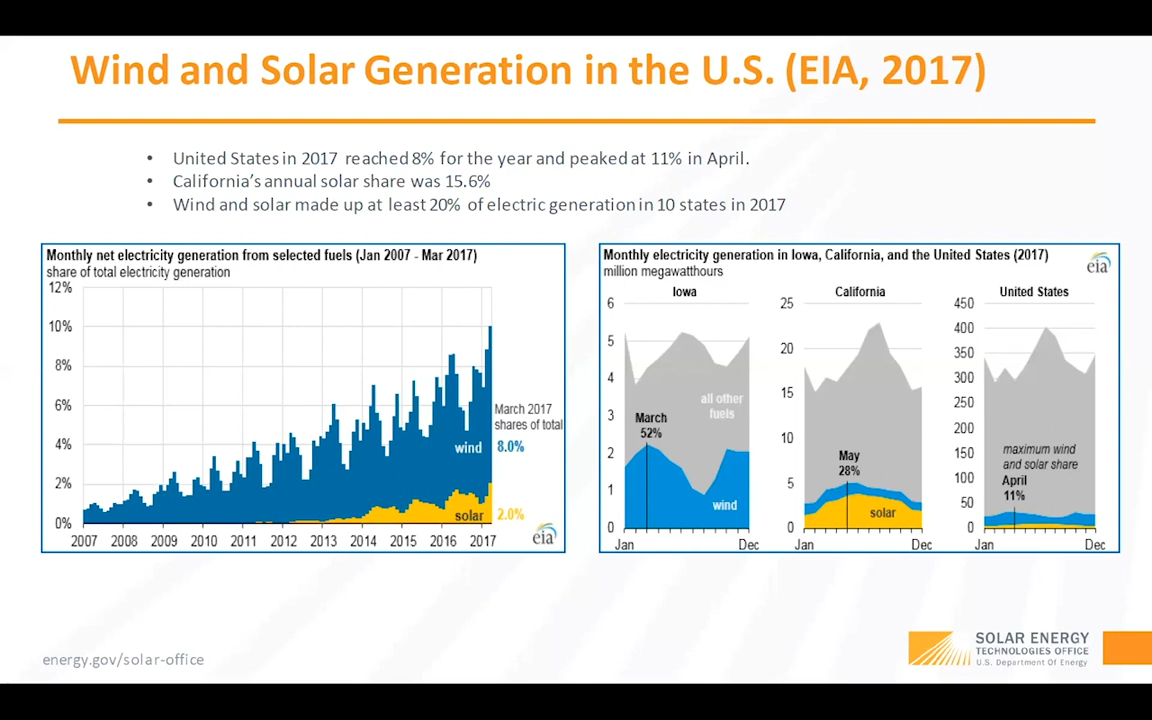 Wind and Solar Generation in the U.S. (EIA, 2017)
• United States in 2017 reached 8% for the year and peaked at 11% in April.
• California's annual solar share was 15.6%
• Wind and solar made up at least 20% of electric generation in 10 states in 2017
Monthly net electricity generation from selected fuels (Jan 2007 - Mar 2017)
share of total electricity generation
12%
10%
8%
6%
4%
2%
0%
2007 2008 2009 2010 2011 2012 2013 2014 2015 2016 2017
March 2017
shares of total
wind 8.0%
solar 2.0%
eia
Monthly electricity generation in Iowa, California, and the United States (2017)
million megawatthours
eia
Iowa
6
5
4
3
2
1
0
all other
fuels
March
52%
wind
Jan Dec
California
25
20
15
10
5
0
May
28%
solar
Jan Dec
United States
450
400
350
300
250
200
150
100
50
0
maximum wind
and solar share
April
11%
Jan Dec
energy.gov/solar-office
SOLAR ENERGY
TECHNOLOGIES OFFICE
U.S. Department Of Energy